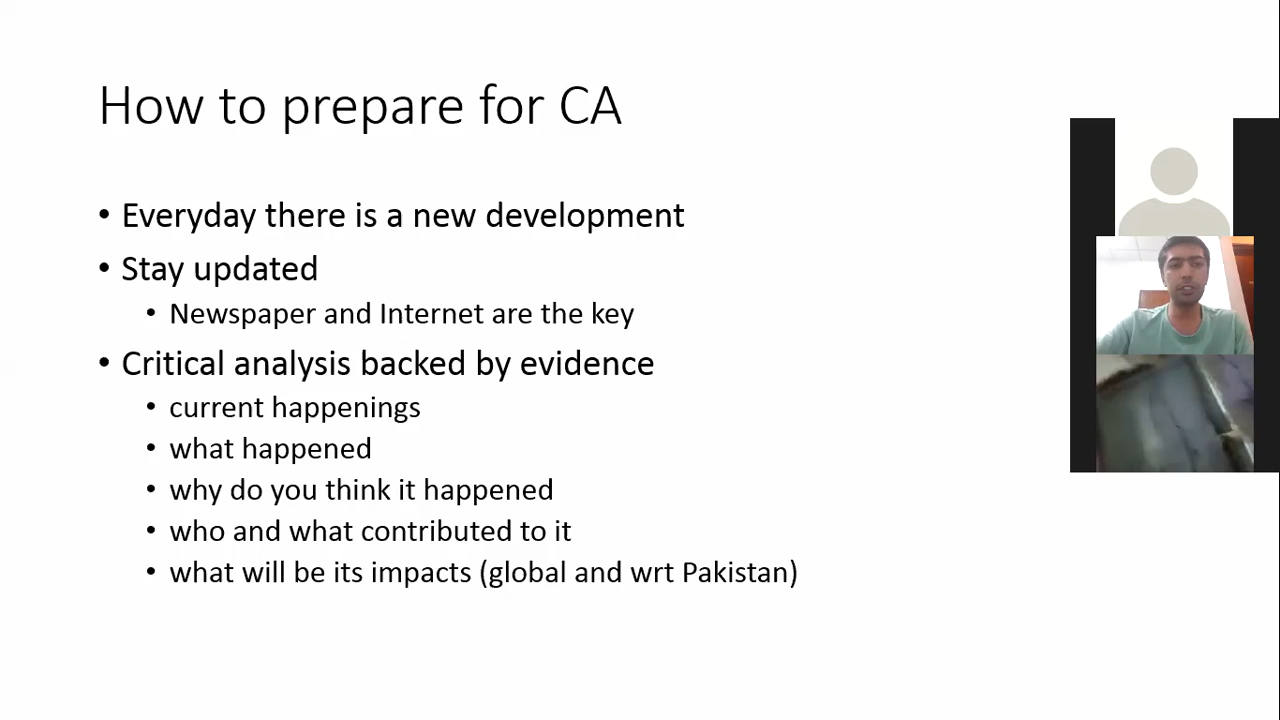 How to prepare for CA
• Everyday there is a new development
• Stay updated
• Newspaper and Internet are the key
• Critical analysis backed by evidence
• current happenings
• what happened
• why do you think it happened
• who and what contributed to it
• what will be its impacts (global and wrt Pakistan)